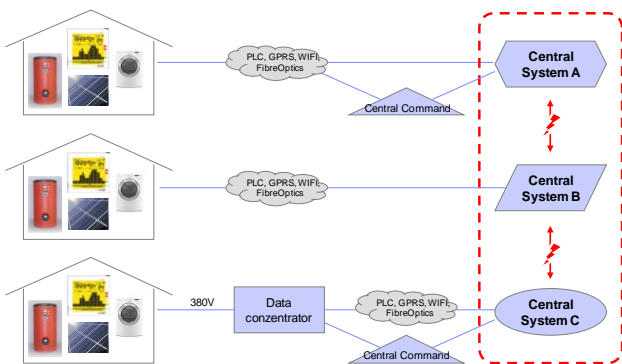 PLC, GPRS, WIFI,
FibreOptics
Central
System A
Central Command
PLC, GPRS, WIFI,
FibreOptics
Central
System B
380V
Data
conzentrator
PLC, GPRS, WIFI,
FibreOptics
Central
System C
Central Command